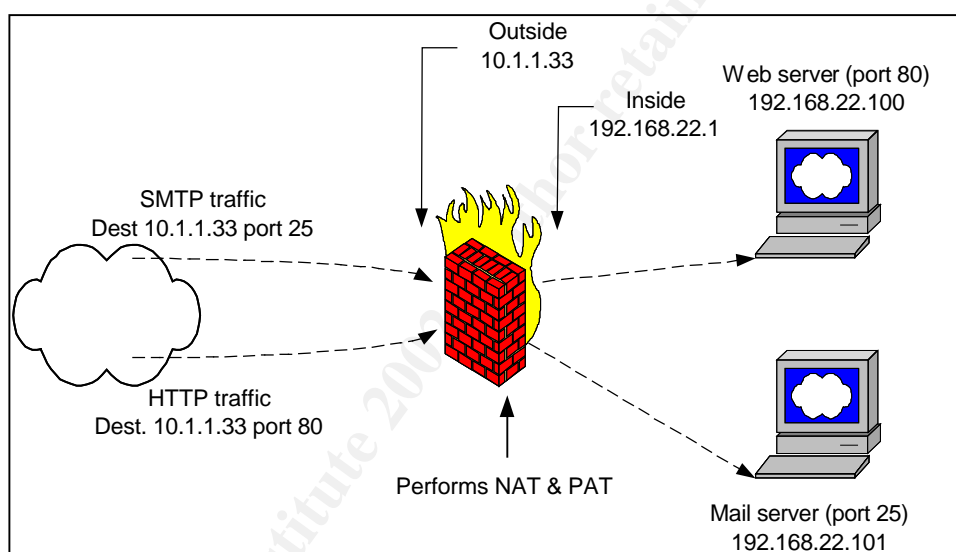 Outside
10.1.1.33
Inside
192.168.22.1
Web server (port 80)
192.168.22.100
SMTP traffic
Dest 10.1.1.33 port 25
HTTP traffic
Dest. 10.1.1.33 port 80
Performs NAT & PAT
Mail server (port 25)
192.168.22.101